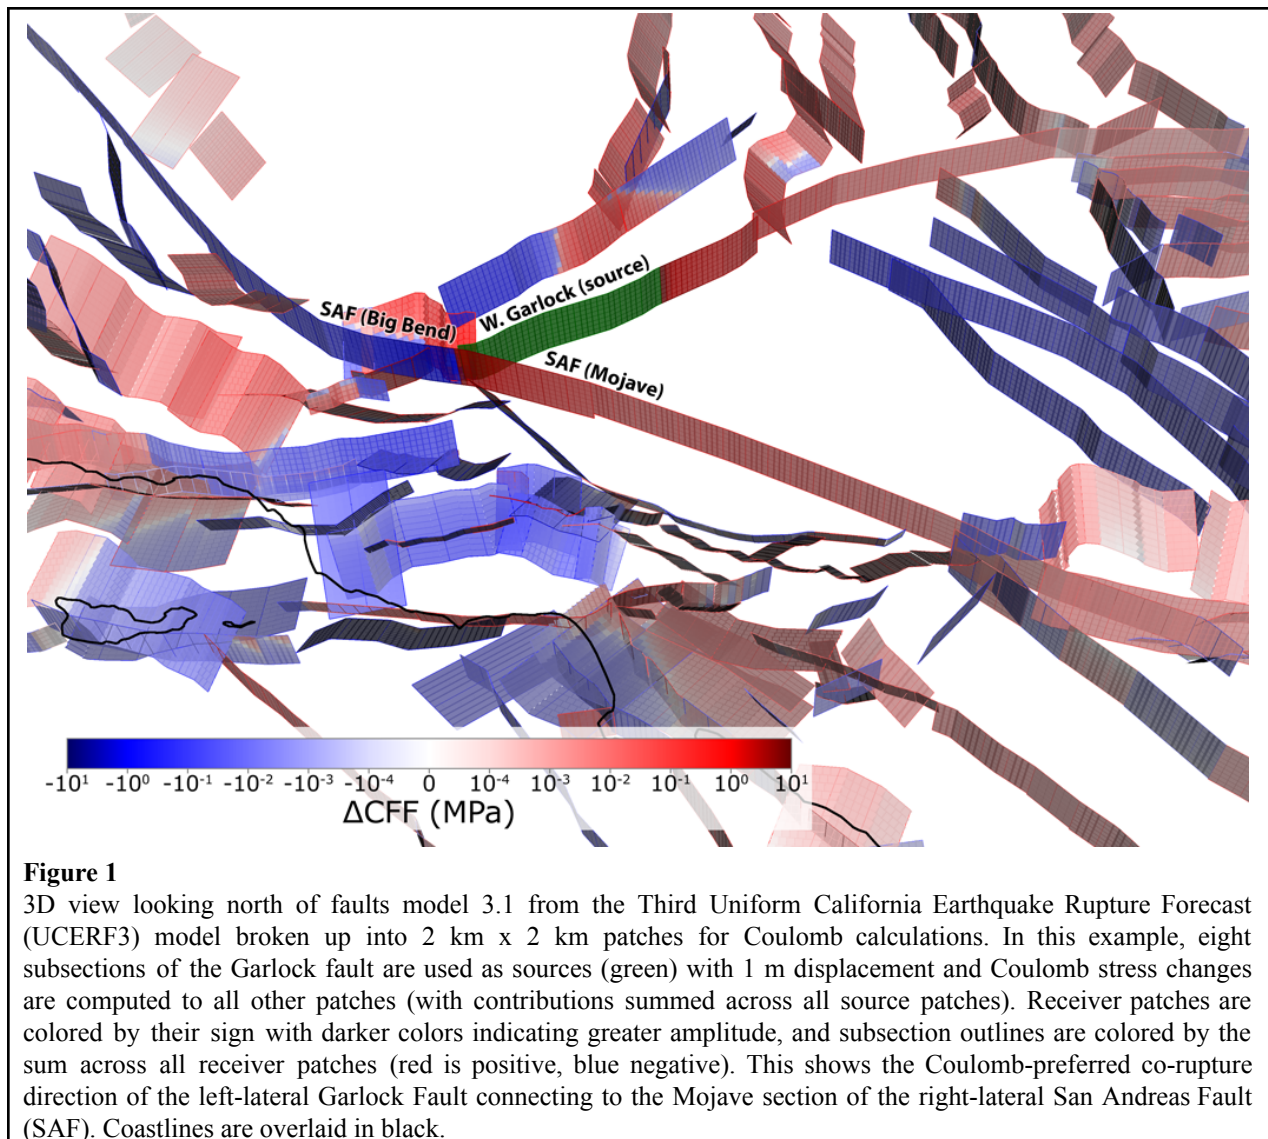 SAF (Big Bend)
W. Garlock (source)
SAF (Mojave)
-10¹ -10⁰ -10⁻¹ -10⁻² -10⁻³ -10⁻⁴ 0 10⁻⁴ 10⁻³ 10⁻² 10⁻¹ 10⁰ 10¹
ΔCFF (MPa)
Figure 1
3D view looking north of faults model 3.1 from the Third Uniform California Earthquake Rupture Forecast
(UCERF3) model broken up into 2 km x 2 km patches for Coulomb calculations. In this example, eight
subsections of the Garlock fault are used as sources (green) with 1 m displacement and Coulomb stress changes
are computed to all other patches (with contributions summed across all source patches). Receiver patches are
colored by their sign with darker colors indicating greater amplitude, and subsection outlines are colored by the
sum across all receiver patches (red is positive, blue negative). This shows the Coulomb-preferred co-rupture
direction of the left-lateral Garlock Fault connecting to the Mojave section of the right-lateral San Andreas Fault
(SAF). Coastlines are overlaid in black.